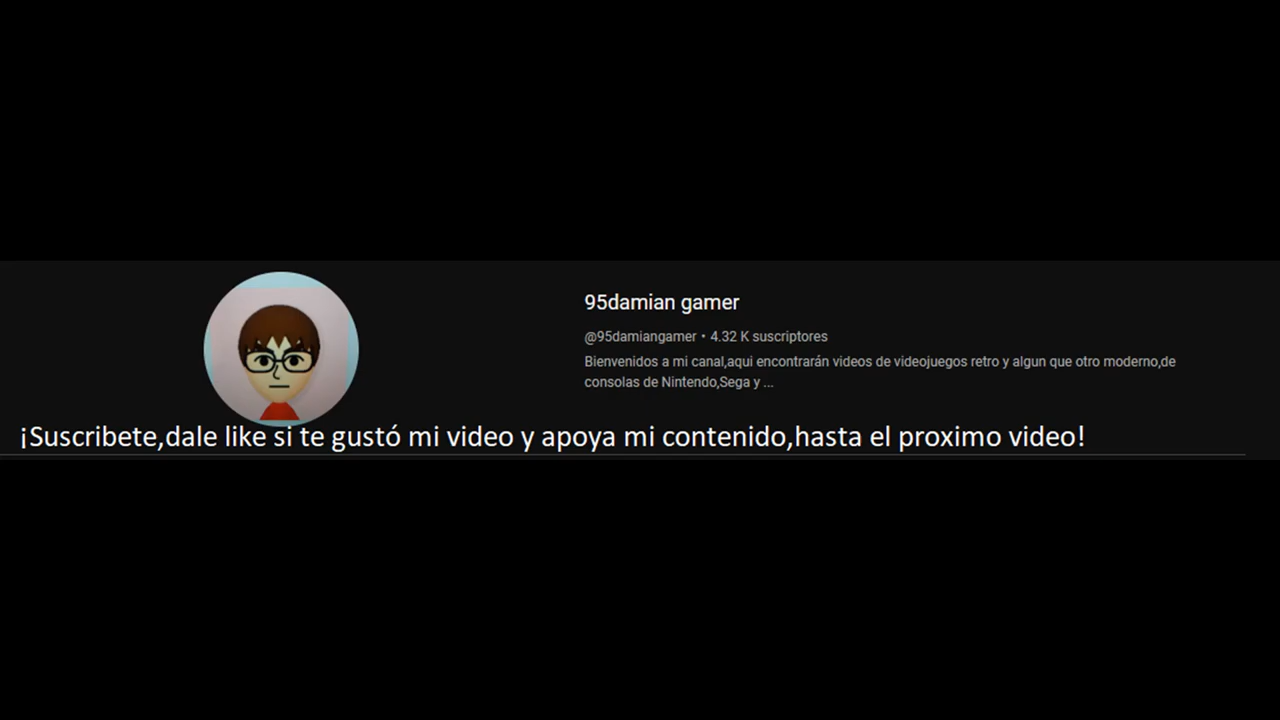 95damian gamer
@95damiangamer • 4.32 K suscriptores
Bienvenidos a mi canal,aqui encontrarán videos de videojuegos retro y algun que otro moderno,de
consolas de Nintendo,Sega y ...
¡Suscribete,dale like si te gustó mi video y apoya mi contenido,hasta el proximo video!